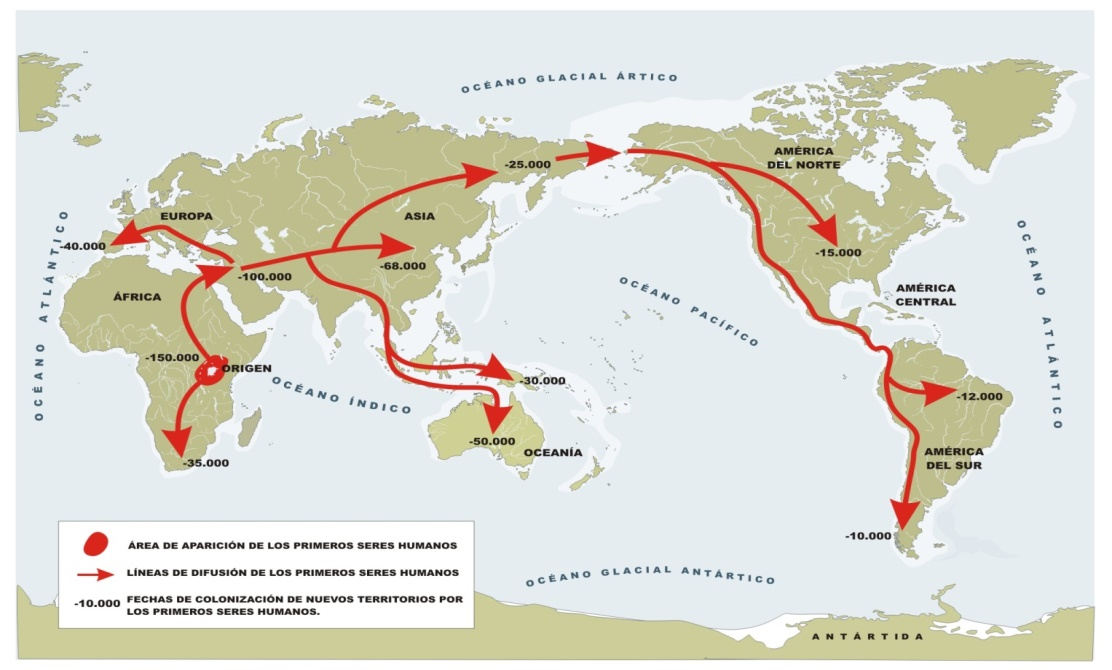 OCÉANO GLACIAL ÁRTICO
AMÉRICA
DEL NORTE
-25.000
EUROPA
ASIA
-40.000
-68.000
-15.000
-100.000
ÁFRICA
AMÉRICA
CENTRAL
OCÉANO ATLÁNTICO
OCÉANO PACÍFICO
OCÉANO ATLÁNTICO
-150.000
ORIGEN
OCÉANO ÍNDICO
-30.000
-12.000
-50.000
OCEANÍA
-35.000
AMÉRICA
DEL SUR
-10.000
ÁREA DE APARICIÓN DE LOS PRIMEROS SERES HUMANOS
LÍNEAS DE DIFUSIÓN DE LOS PRIMEROS SERES HUMANOS
-10.000 FECHAS DE COLONIZACIÓN DE NUEVOS TERRITORIOS POR
LOS PRIMEROS SERES HUMANOS.
OCÉANO GLACIAL ANTÁRTICO
ANTÁRTIDA